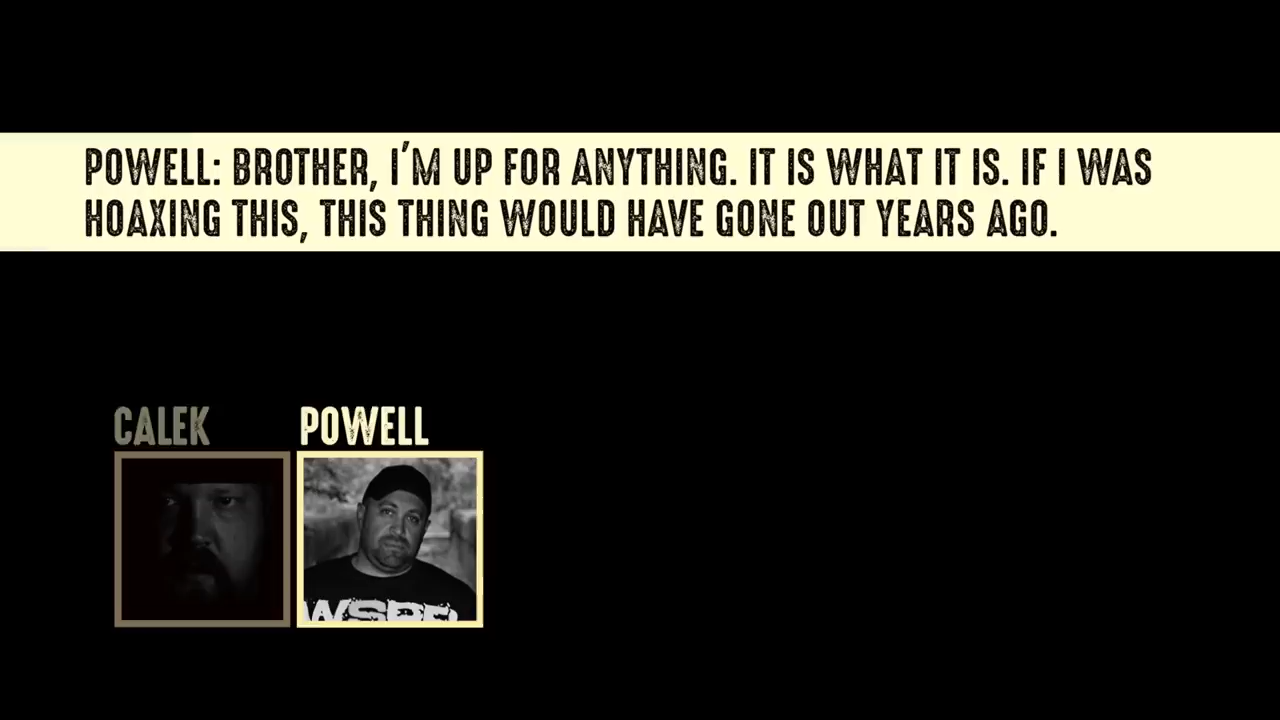 POWELL: BROTHER, I'M UP FOR ANYTHING. IT IS WHAT IT IS. IF I WAS
HOAXING THIS, THIS THING WOULD HAVE GONE OUT YEARS AGO.
CALEK
POWELL